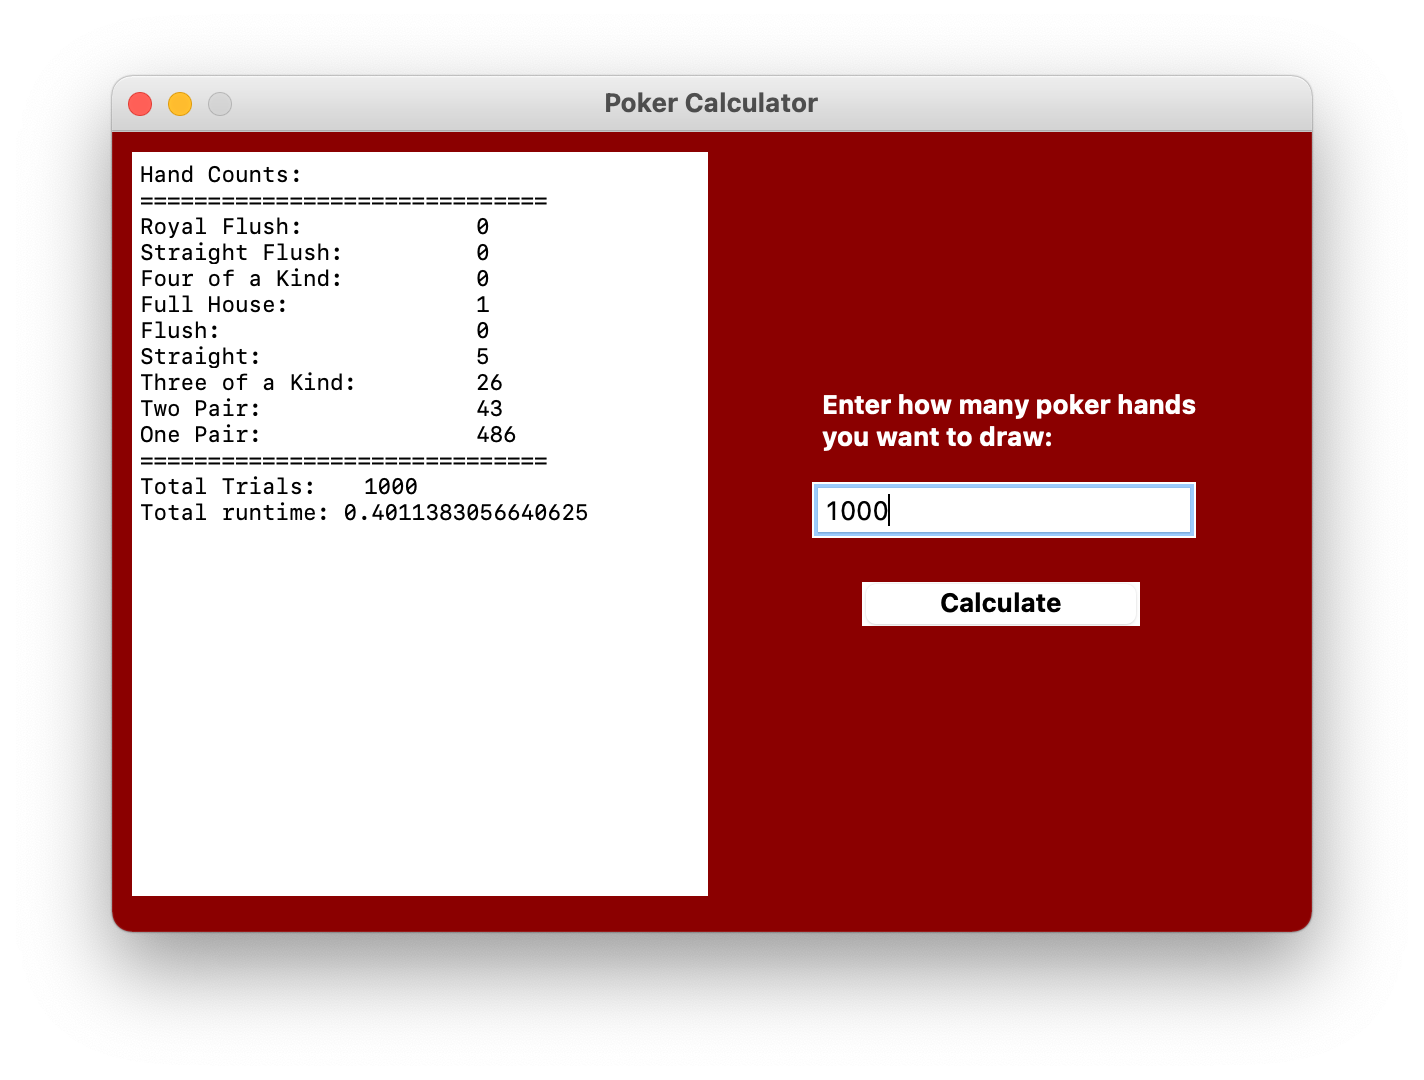 Poker Calculator
Hand Counts:
==============================
Royal Flush: 0
Straight Flush: 0
Four of a Kind: 0
Full House: 1
Flush: 0
Straight: 5
Three of a Kind: 26
Two Pair: 43
One Pair: 486
==============================
Total Trials: 1000
Total runtime: 0.4011383056640625
Enter how many poker hands
you want to draw:
1000
Calculate